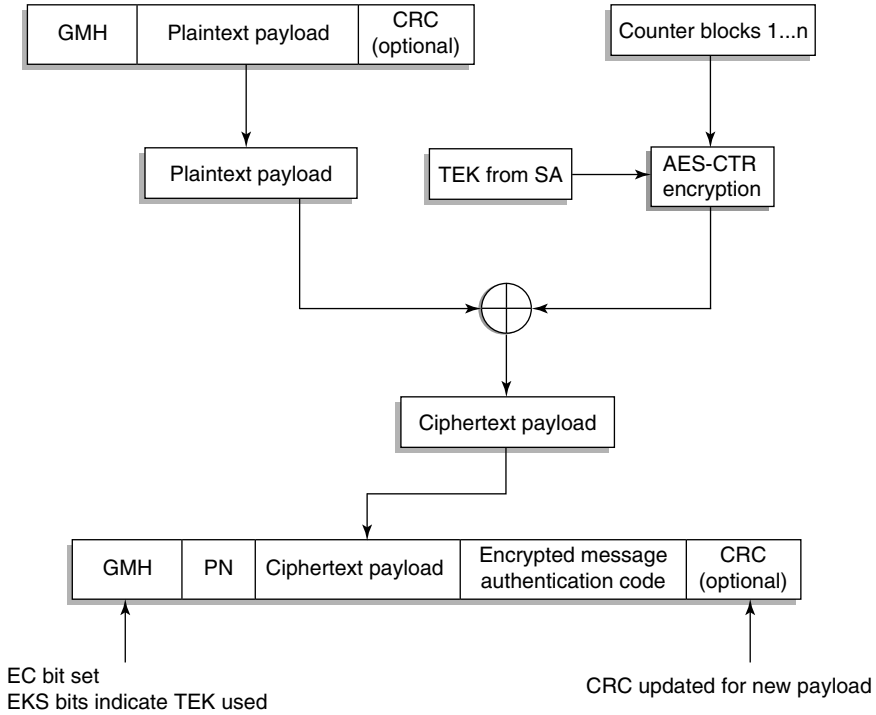 GMH
Plaintext payload
CRC
(optional)
Counter blocks 1...n
Plaintext payload
TEK from SA
AES-CTR
encryption
Ciphertext payload
GMH
PN
Ciphertext payload
Encrypted message
authentication code
CRC
(optional)
EC bit set
EKS bits indicate TEK used
CRC updated for new payload